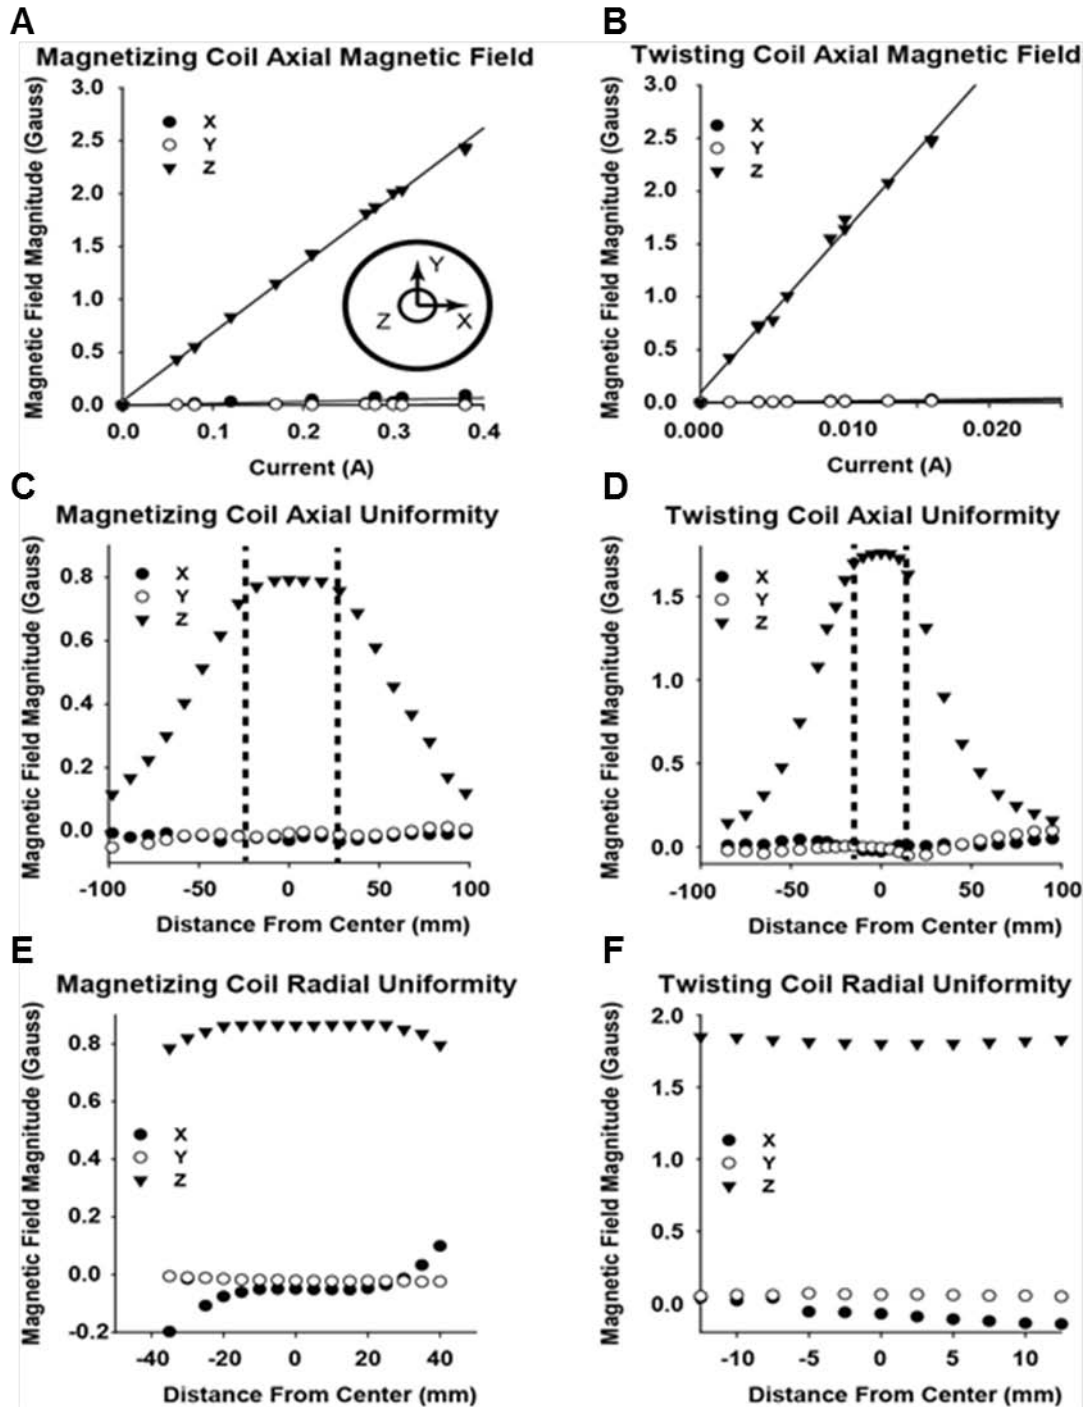 A
Magnetizing Coil Axial Magnetic Field
Magnetic Field Magnitude (Gauss)
3.0
2.5
2.0
1.5
1.0
0.5
0.0
X
Y
Z
Y
Z
X
0.0 0.1 0.2 0.3 0.4
Current (A)
B
Twisting Coil Axial Magnetic Field
Magnetic Field Magnitude (Gauss)
3.0
2.5
2.0
1.5
1.0
0.5
0.0
X
Y
Z
0.000 0.010 0.020
Current (A)
C
Magnetizing Coil Axial Uniformity
Magnetic Field Magnitude (Gauss)
0.8
0.6
0.4
0.2
0.0
X
Y
Z
-100 -50 0 50 100
Distance From Center (mm)
D
Twisting Coil Axial Uniformity
Magnetic Field Magnitude (Gauss)
1.5
1.0
0.5
0.0
X
Y
Z
-100 -50 0 50 100
Distance From Center (mm)
E
Magnetizing Coil Radial Uniformity
Magnetic Field Magnitude (Gauss)
0.8
0.6
0.4
0.2
0.0
-0.2
X
Y
Z
-40 -20 0 20 40
Distance From Center (mm)
F
Twisting Coil Radial Uniformity
Magnetic Field Magnitude (Gauss)
2.0
1.5
1.0
0.5
0.0
X
Y
Z
-10 -5 0 5 10
Distance From Center (mm)